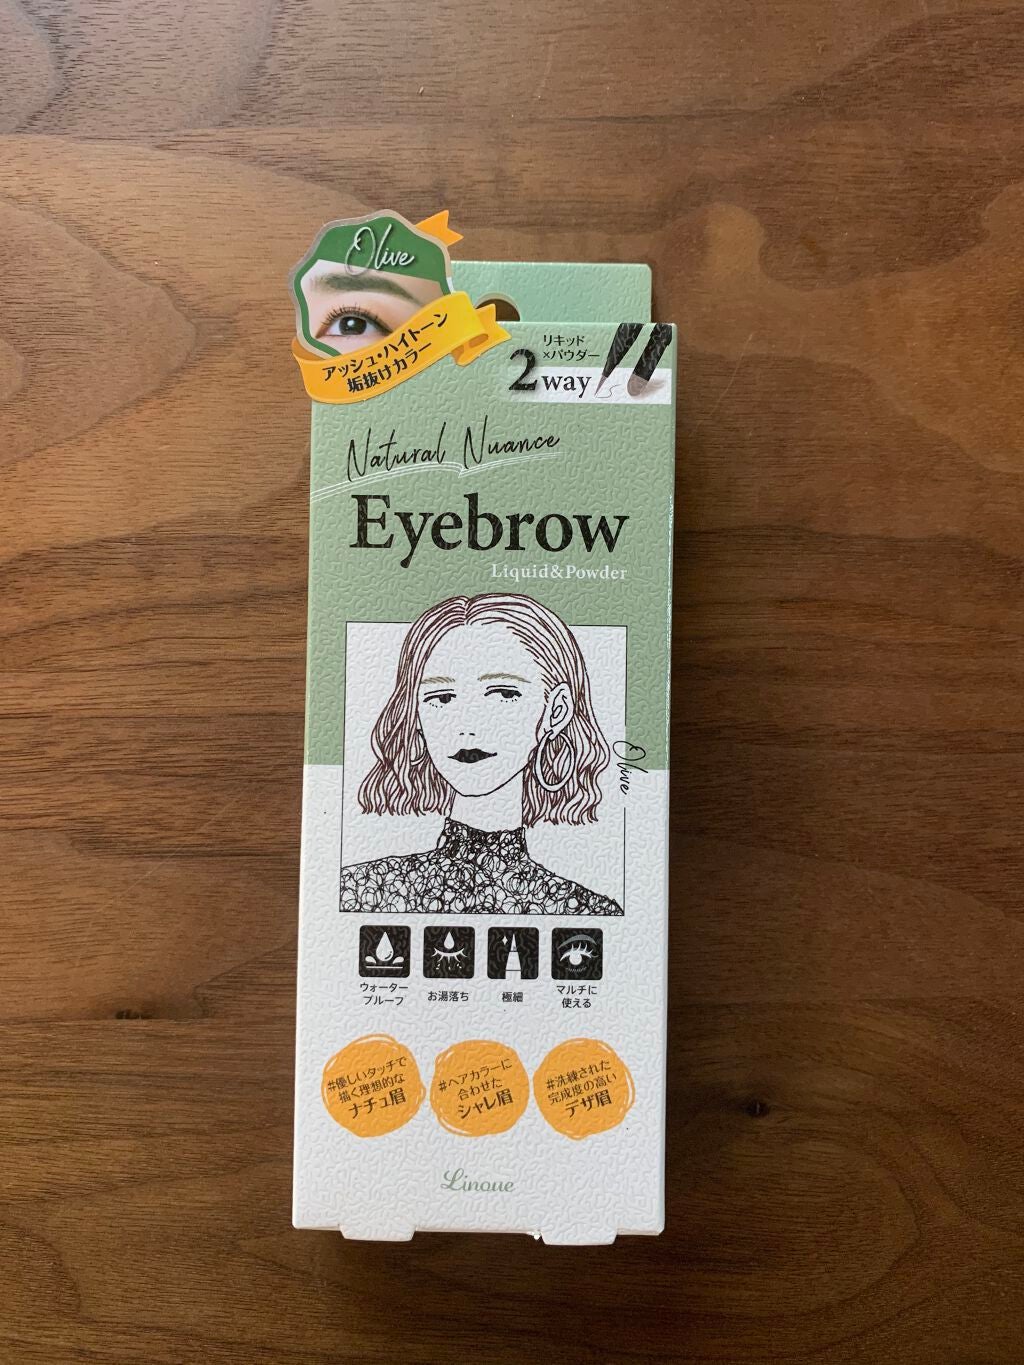 Olive
アッシュ・ハイトーン
垢抜けカラー
リキッド
×パウダー
2way
Natural Nuance
Eyebrow
Liquid&Powder
Olive
ウォーター
プルーフ
お湯落ち
極細
マルチに
使える
#優しいタッチで
描く理想的な
ナチュ眉
#ヘアカラーに
合わせた
シャレ眉
#洗練された
完成度の高い
デザ眉
Linoue